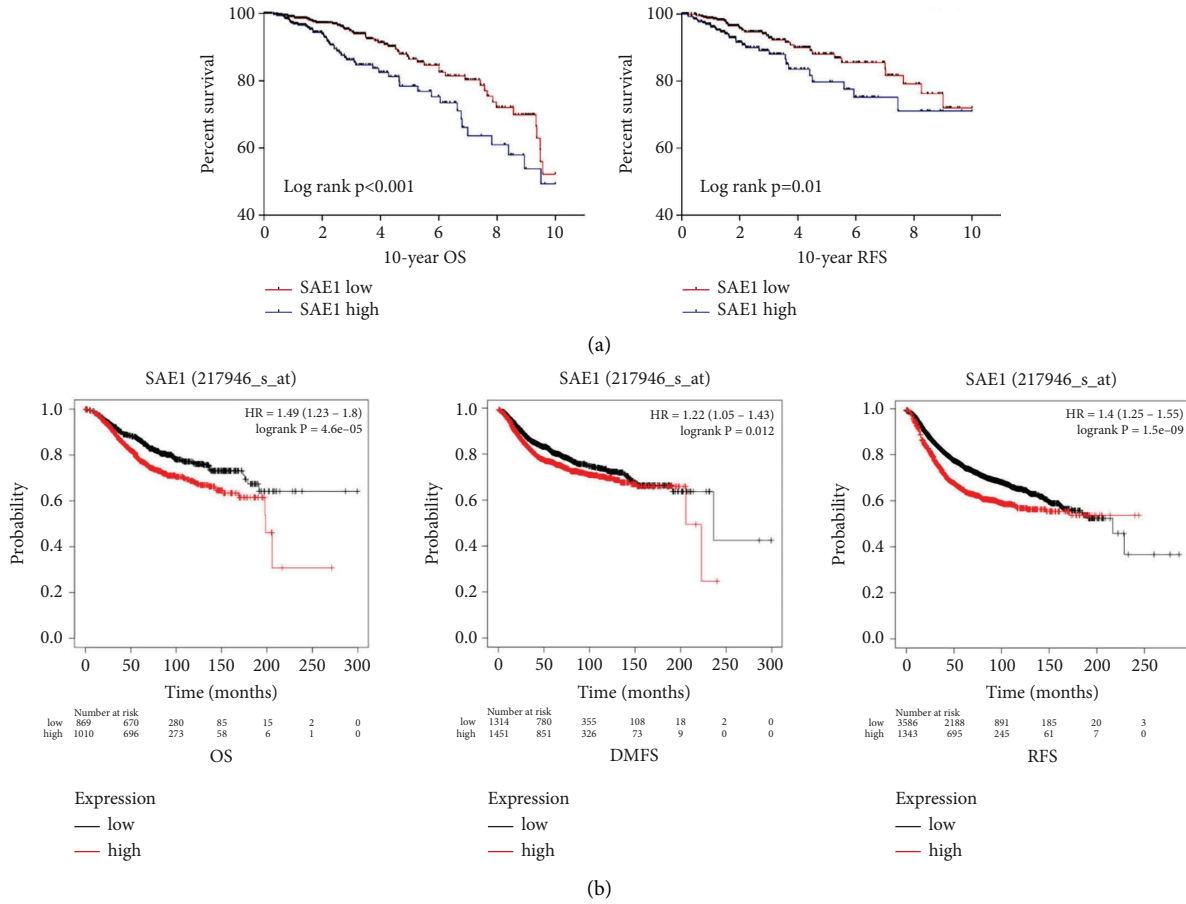 100
80
60
40
Percent survival
Log rank p<0.001
0 2 4 6 8 10
10-year OS
SAE1 low
SAE1 high
100
80
60
40
Percent survival
Log rank p=0.01
0 2 4 6 8 10
10-year RFS
SAE1 low
SAE1 high
(a)
SAE1 (217946_s_at)
HR = 1.49 (1.23 – 1.8)
logrank P = 4.6e–05
1.0
0.8
0.6
0.4
0.2
0.0
Probability
0 50 100 150 200 250 300
Time (months)
Number at risk
low 869 670 280 85 15 2 0
high 1010 696 273 58 6 1 0
OS
Expression
low
high
SAE1 (217946_s_at)
HR = 1.22 (1.05 – 1.43)
logrank P = 0.012
1.0
0.8
0.6
0.4
0.2
0.0
Probability
0 50 100 150 200 250 300
Time (months)
Number at risk
low 1314 780 355 108 18 2 0
high 1451 851 326 73 9 0 0
DMFS
Expression
low
high
SAE1 (217946_s_at)
HR = 1.4 (1.25 – 1.55)
logrank P = 1.5e–09
1.0
0.8
0.6
0.4
0.2
0.0
Probability
0 50 100 150 200 250
Time (months)
Number at risk
low 3586 2188 891 185 20 3
high 1343 695 245 61 7 0
RFS
Expression
low
high
(b)